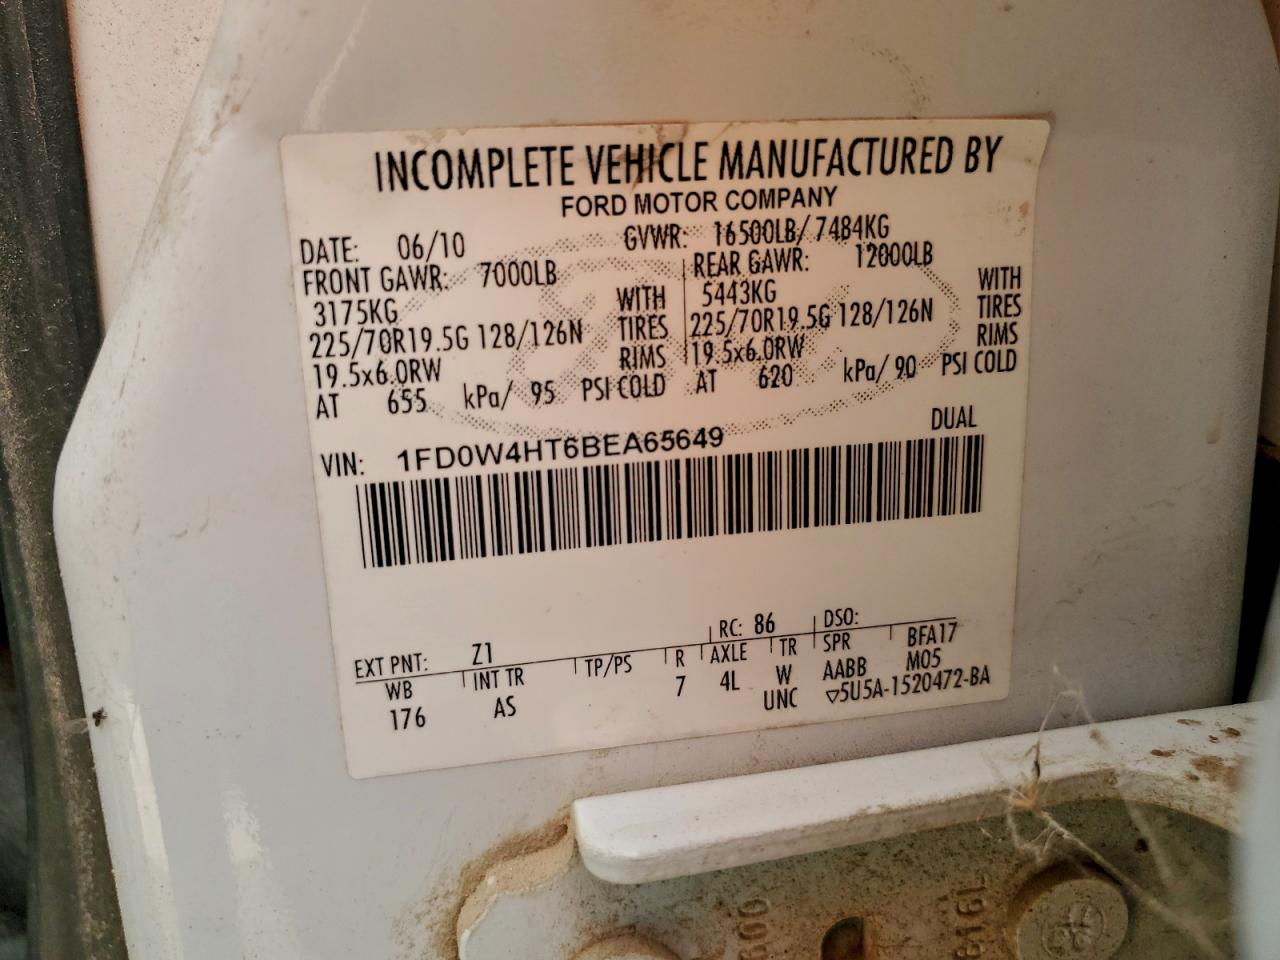 INCOMPLETE VEHICLE MANUFACTURED BY
FORD MOTOR COMPANY
DATE: 06/10 GVWR: 16500LB/ 7484KG
FRONT GAWR: 7000LB REAR GAWR: 12000LB
3175KG WITH 5443KG WITH
225/70R19.5G 128/126N TIRES 225/70R19.5G 128/126N TIRES
19.5x6.0RW RIMS 19.5x6.0RW RIMS
AT 655 kPa/ 95 PSI COLD AT 620 kPa/ 90 PSI COLD
DUAL
VIN: 1FD0W4HT6BEA65649
EXT PNT: Z1 RC: 86 DSO:
WB INT TR TP/PS R AXLE TR SPR BFA17
176 AS 7 4L W AABB M05
UNC ▽5U5A-1520472-BA